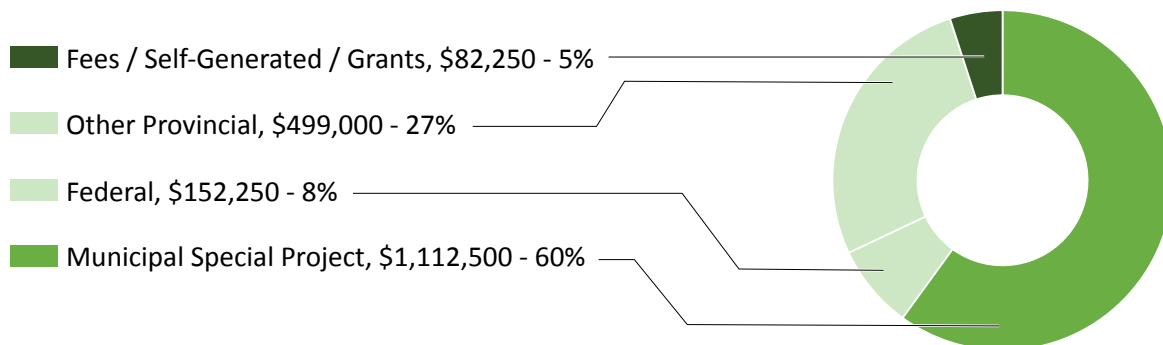 Fees / Self-Generated / Grants, $82,250 - 5%
Other Provincial, $499,000 - 27%
Federal, $152,250 - 8%
Municipal Special Project, $1,112,500 - 60%